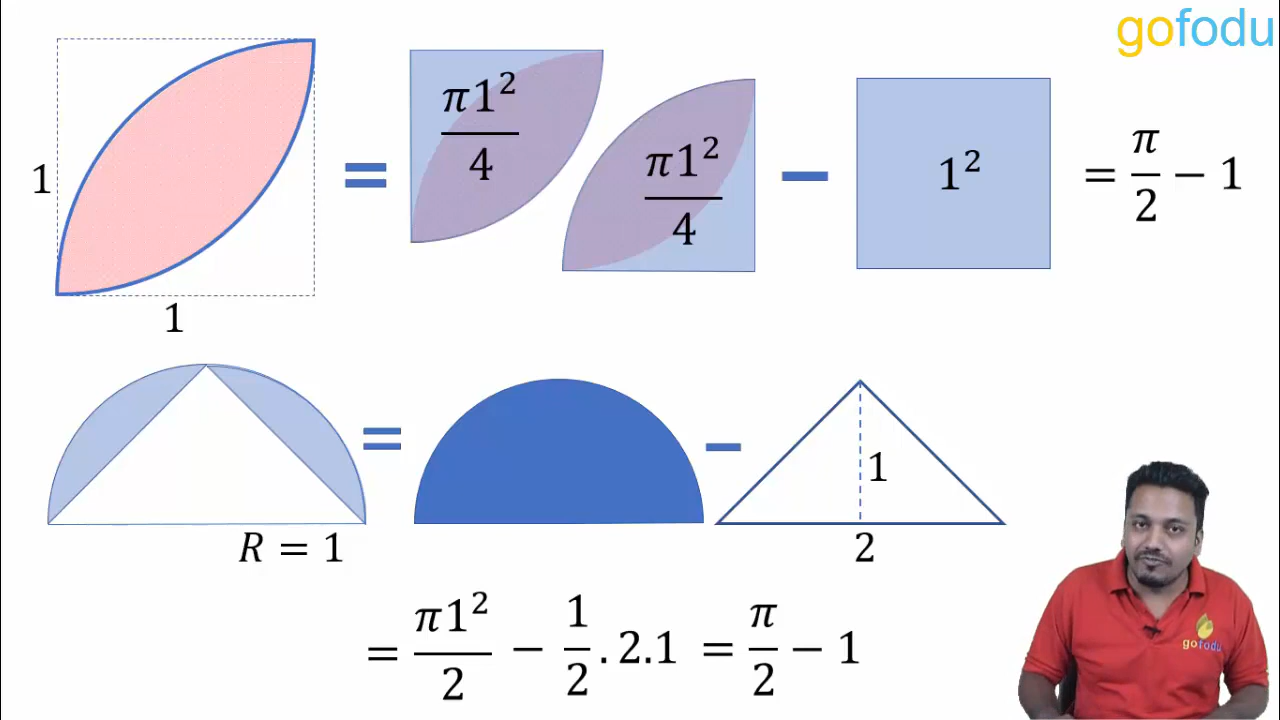 gofodu
1
1
= π1²/4 π1²/4 − 1² = π/2 − 1
= −
R = 1
1
2
= π1²/2 − 1/2 . 2.1 = π/2 − 1
gofodu